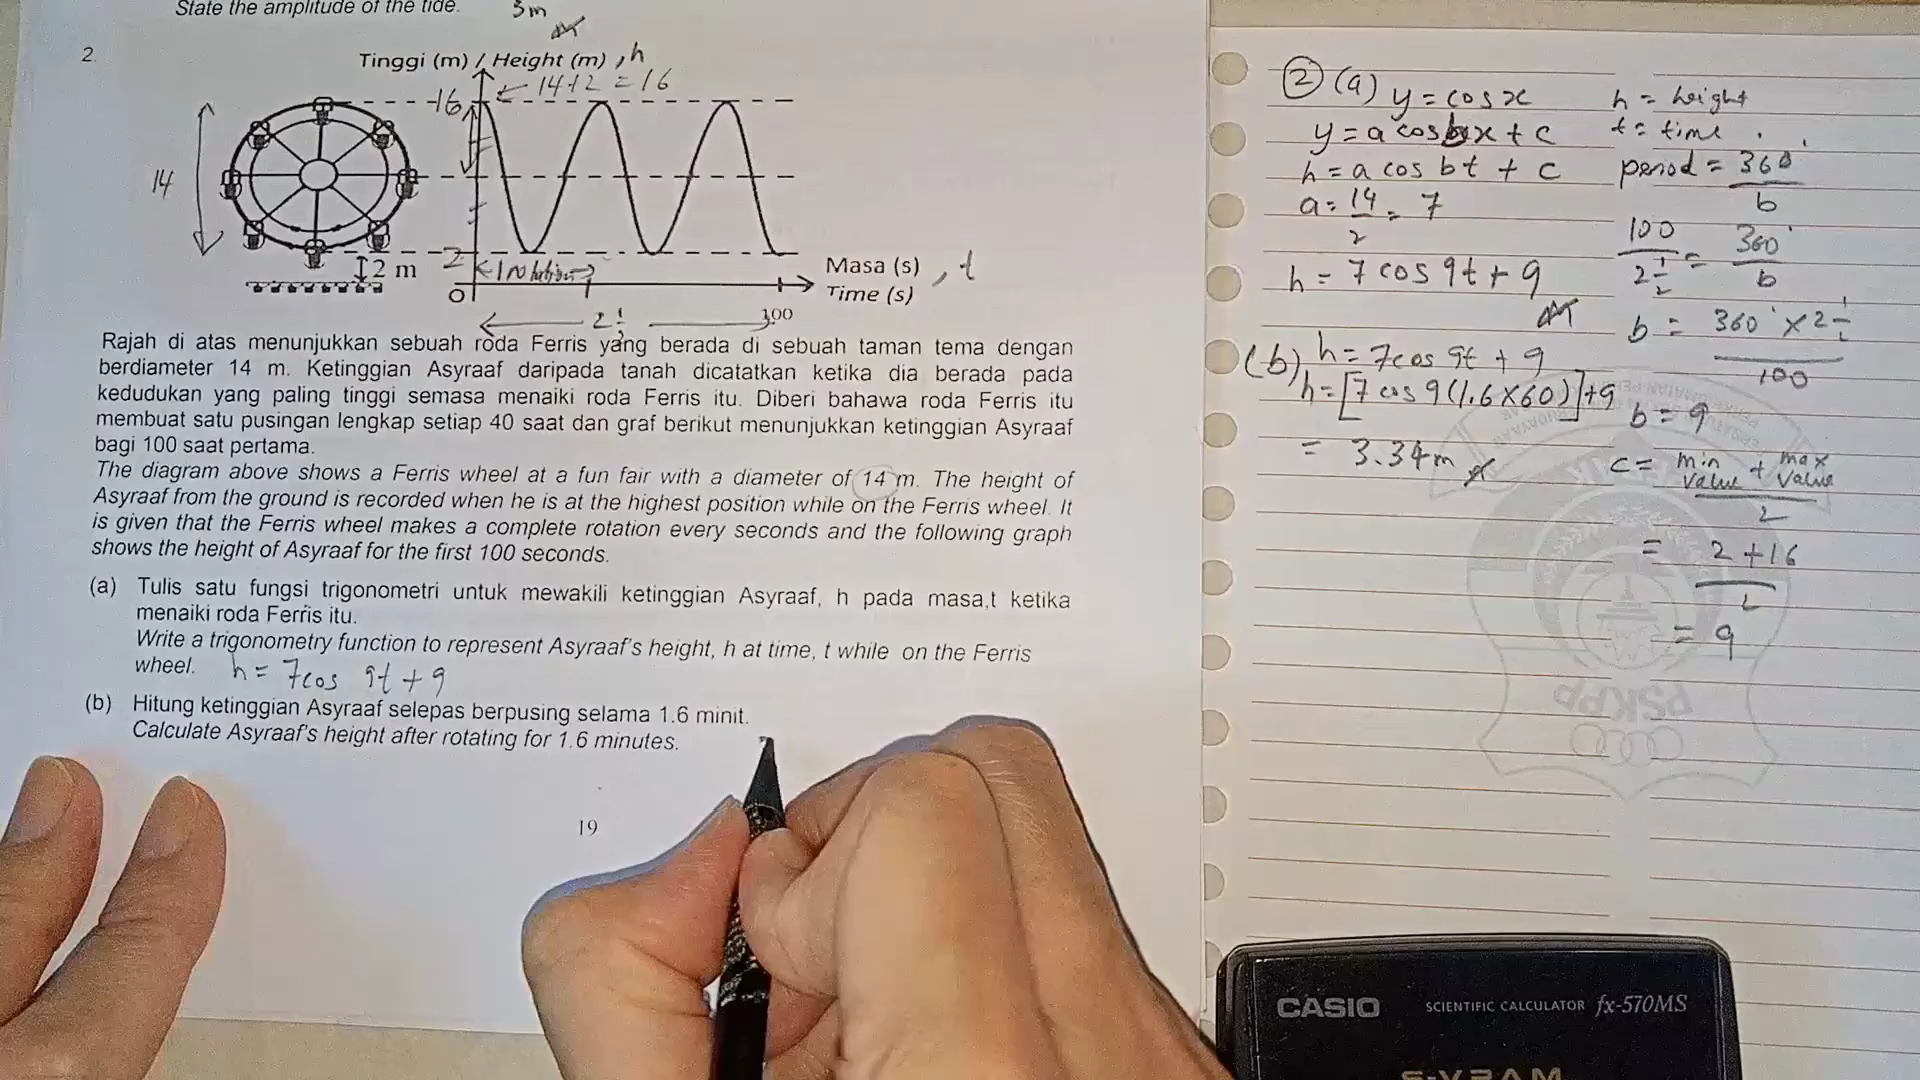 State the amplitude of the tide. 3m
2.
Tinggi (m) / Height (m) , h
16 ← 14+2 = 16
14
2 m
2
1 rotation
0
Masa (s) , t
Time (s)
2 1/2
100
Rajah di atas menunjukkan sebuah roda Ferris yang berada di sebuah taman tema dengan
berdiameter 14 m. Ketinggian Asyraaf daripada tanah dicatatkan ketika dia berada pada
kedudukan yang paling tinggi semasa menaiki roda Ferris itu. Diberi bahawa roda Ferris itu
membuat satu pusingan lengkap setiap 40 saat dan graf berikut menunjukkan ketinggian Asyraaf
bagi 100 saat pertama.
The diagram above shows a Ferris wheel at a fun fair with a diameter of 14 m. The height of
Asyraaf from the ground is recorded when he is at the highest position while on the Ferris wheel. It
is given that the Ferris wheel makes a complete rotation every seconds and the following graph
shows the height of Asyraaf for the first 100 seconds.
(a) Tulis satu fungsi trigonometri untuk mewakili ketinggian Asyraaf, h pada masa,t ketika
menaiki roda Ferris itu.
Write a trigonometry function to represent Asyraaf's height, h at time, t while on the Ferris
wheel. h = 7cos 9t + 9
(b) Hitung ketinggian Asyraaf selepas berpusing selama 1.6 minit.
Calculate Asyraaf's height after rotating for 1.6 minutes.
19
2 (a) y = cos x
y = a cos bx + c
h = a cos bt + c
a = 14/2 = 7
h = 7 cos 9t + 9
(b) h = 7cos 9t + 9
h = [7 cos 9(1.6 x 60)] + 9
= 3.34m
h = height
t = time
period = 360°/b
100 / 2 1/2 = 360°/b
b = 360° x 2 1/2 / 100
b = 9
c = min value + max value / 2
= 2 + 16 / 2
= 9
PSKPP
CASIO SCIENTIFIC CALCULATOR fx-570MS
S-V.P.A.M.